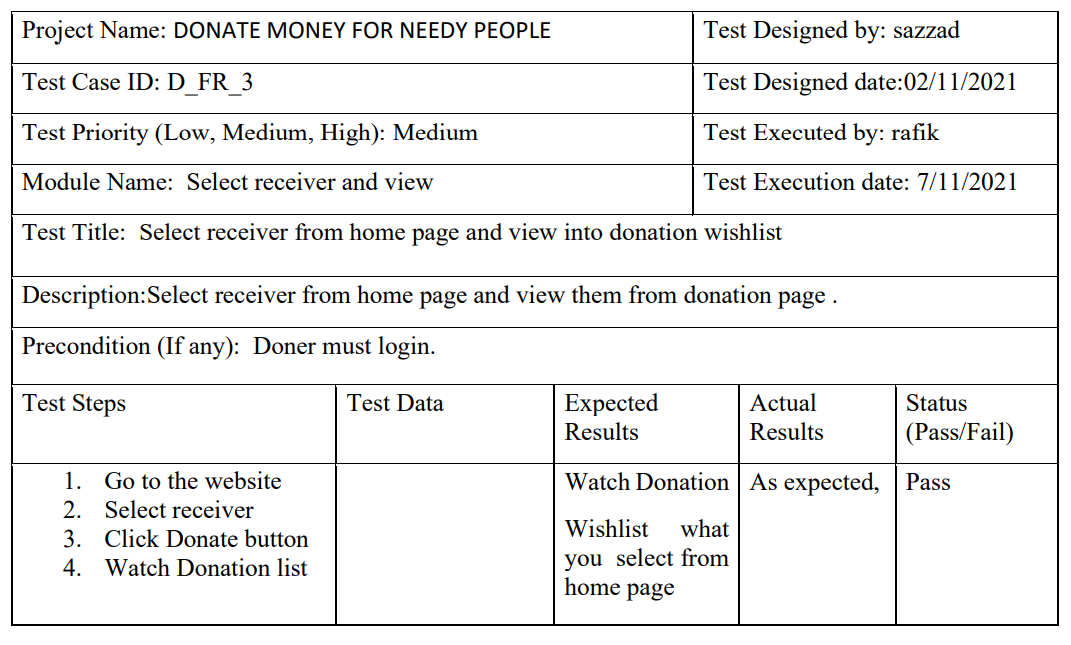 Project Name: DONATE MONEY FOR NEEDY PEOPLE
Test Designed by: sazzad
Test Case ID: D_FR_3
Test Designed date:02/11/2021
Test Priority (Low, Medium, High): Medium
Test Executed by: rafik
Module Name: Select receiver and view
Test Execution date: 7/11/2021
Test Title: Select receiver from home page and view into donation wishlist
Description:Select receiver from home page and view them from donation page .
Precondition (If any): Doner must login.
Test Steps
Test Data
Expected
Results
Actual
Results
Status
(Pass/Fail)
1. Go to the website
2. Select receiver
3. Click Donate button
4. Watch Donation list
Watch Donation
Wishlist what
you select from
home page
As expected,
Pass